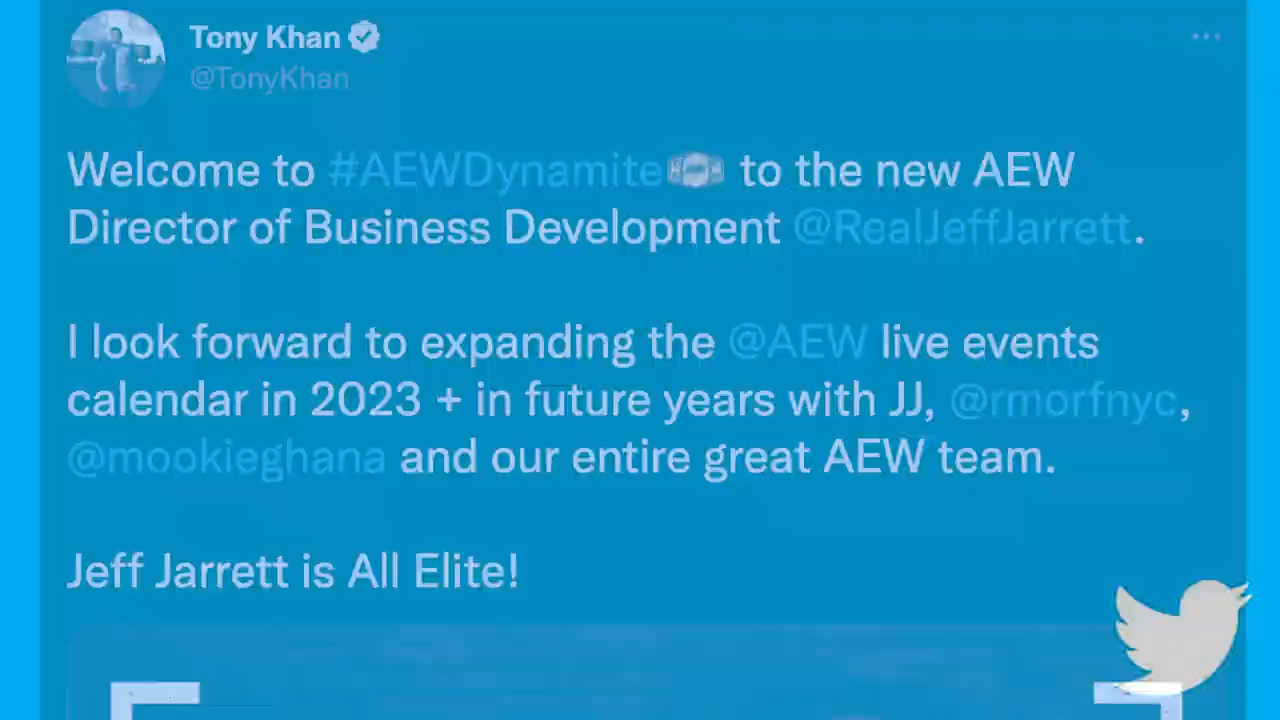 Tony Khan
@TonyKhan
Welcome to #AEWDynamite to the new AEW
Director of Business Development @RealJeffJarrett.
I look forward to expanding the @AEW live events
calendar in 2023 + in future years with JJ, @rmorfnyc,
@mookieghana and our entire great AEW team.
Jeff Jarrett is All Elite!